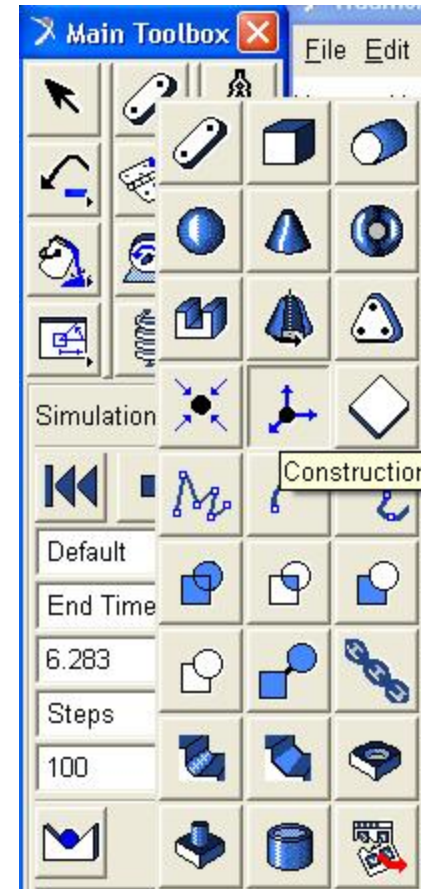 Main Toolbox
File Edit
Simulation
Construction
Default
End Time
6.283
Steps
100